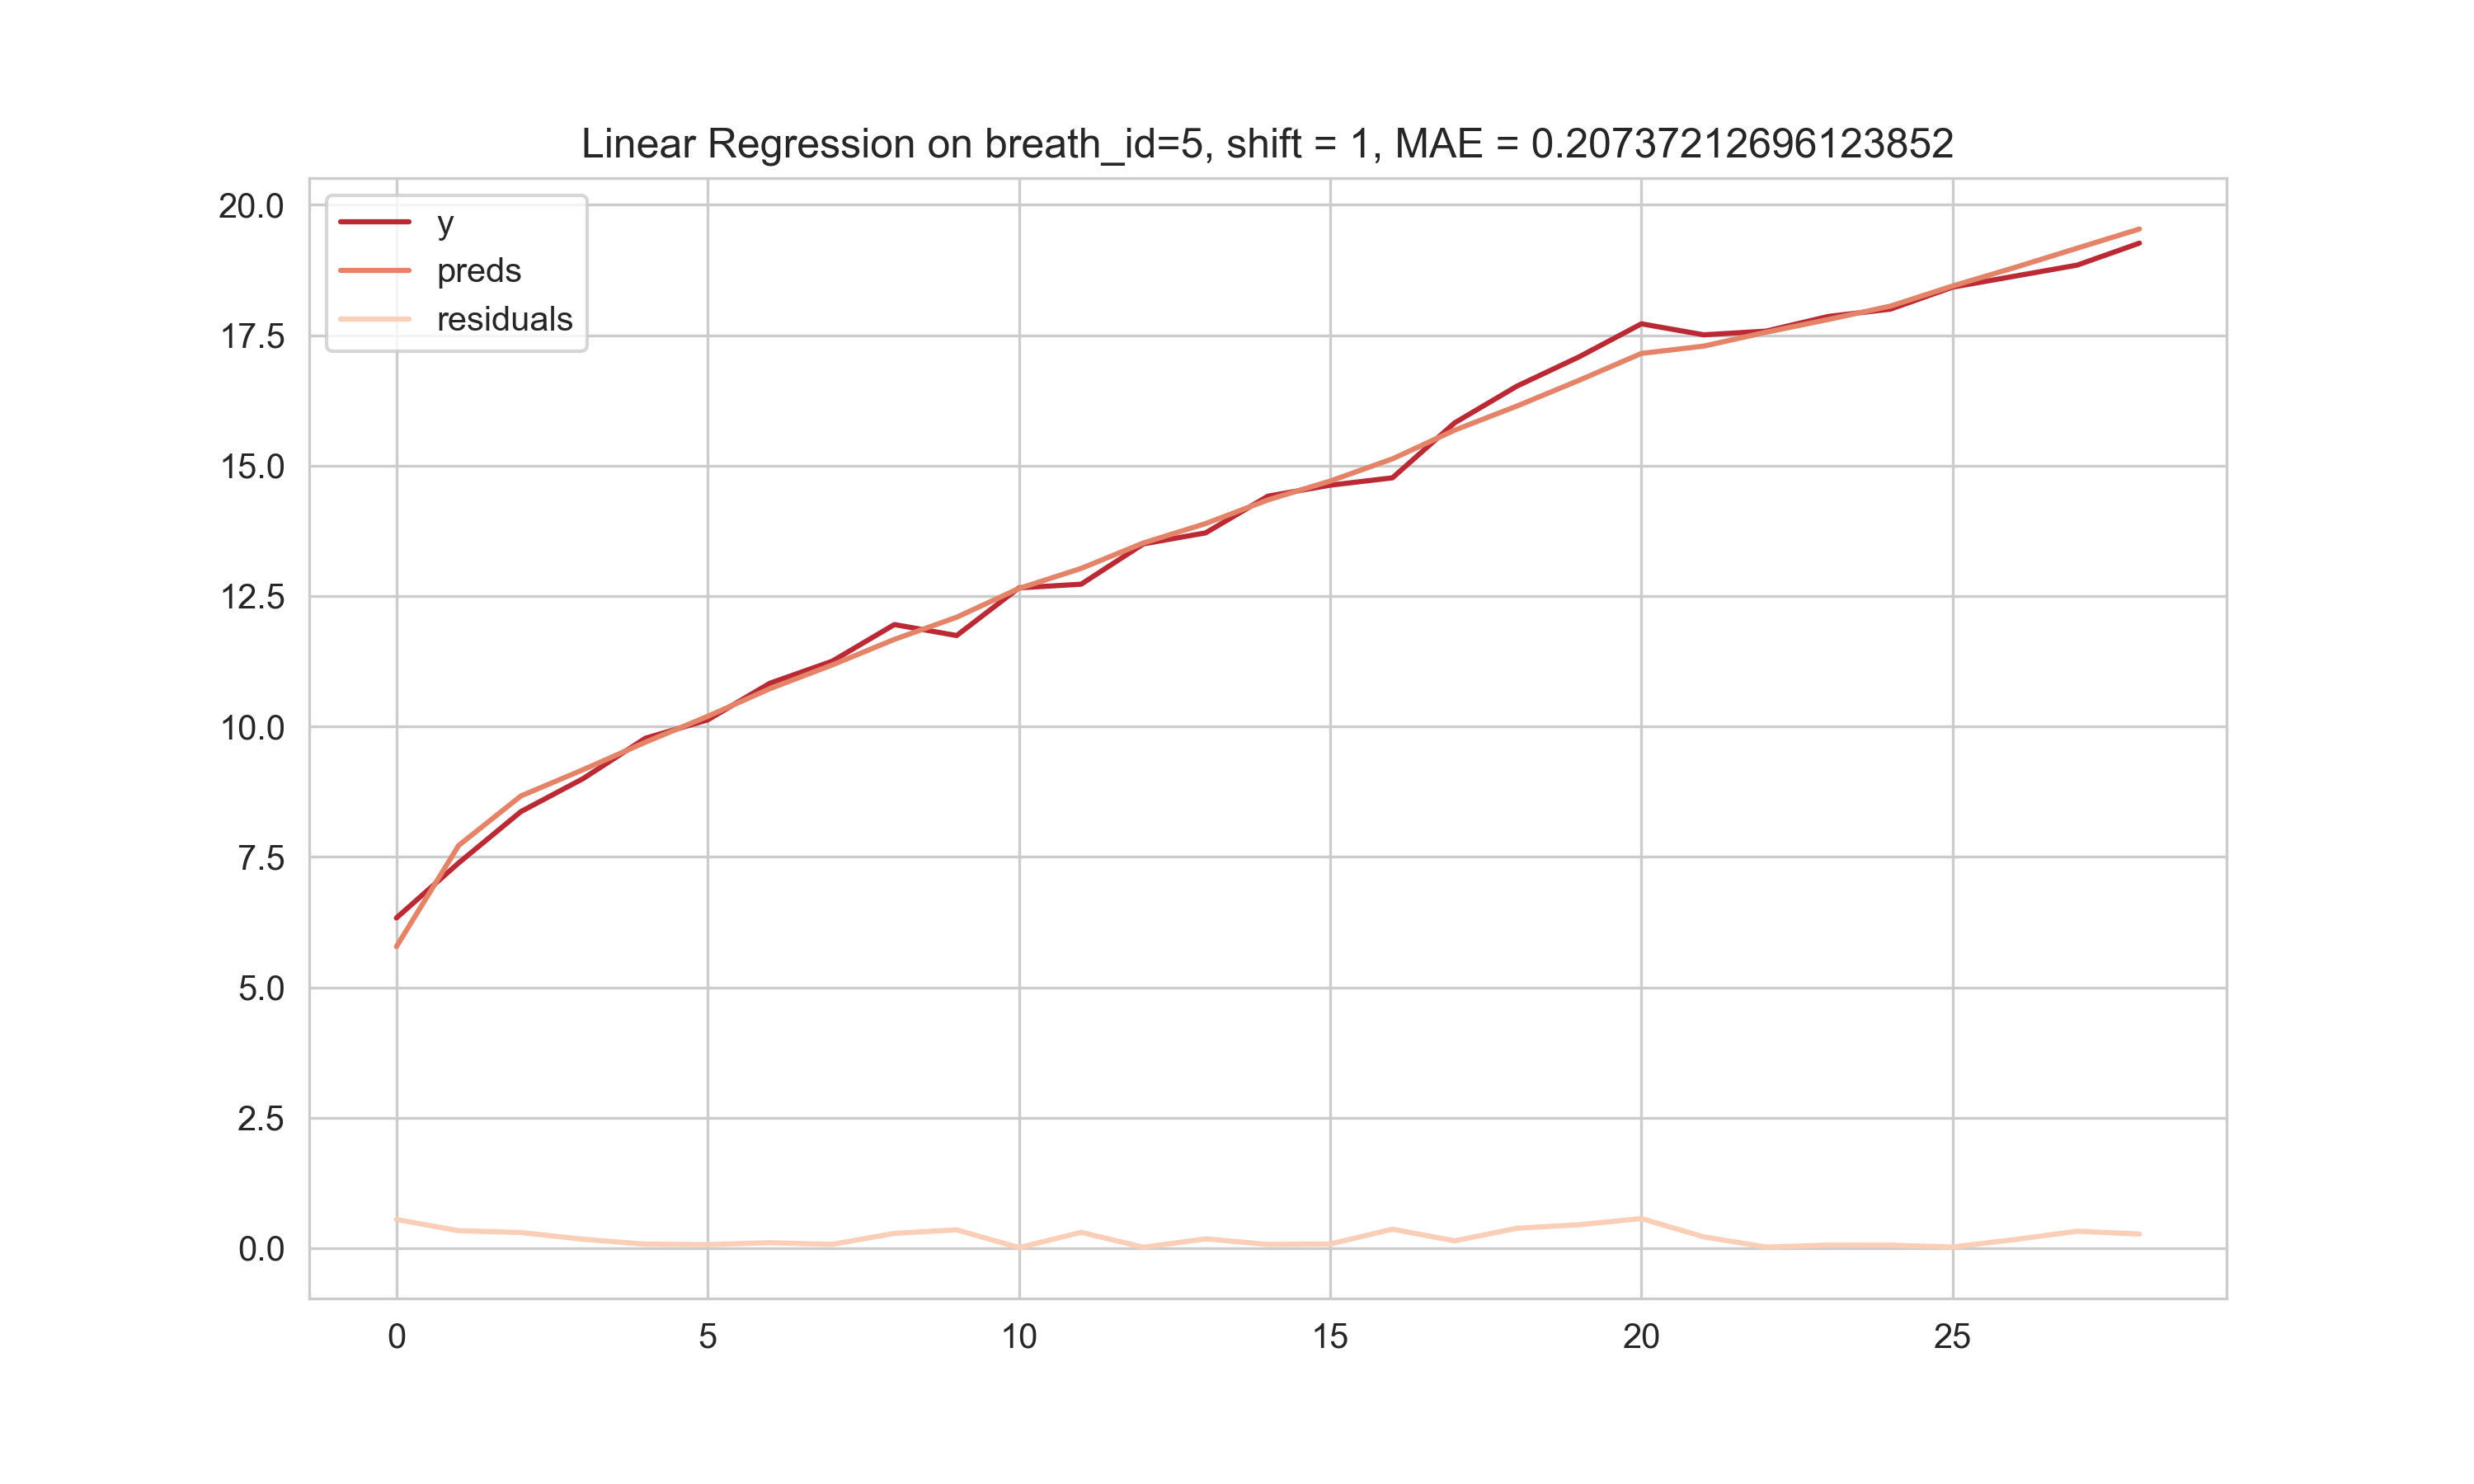 Linear Regression on breath_id=5, shift = 1, MAE = 0.20737212696123852
y
preds
residuals
20.0
17.5
15.0
12.5
10.0
7.5
5.0
2.5
0.0
0 5 10 15 20 25